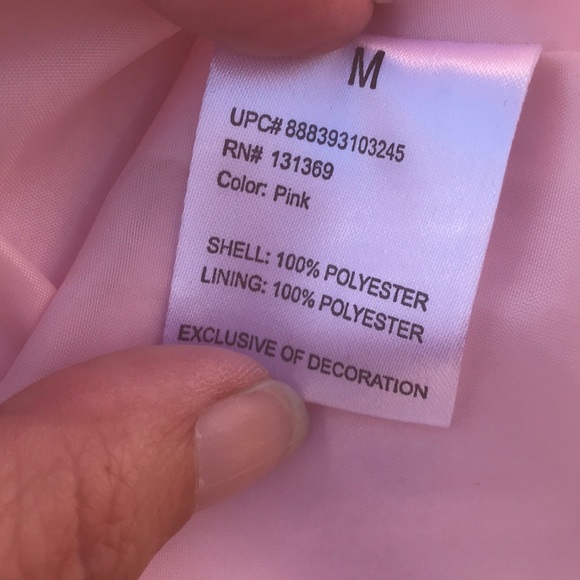 M
UPC# 888393103245
RN# 131369
Color: Pink
SHELL: 100% POLYESTER
LINING: 100% POLYESTER
EXCLUSIVE OF DECORATION